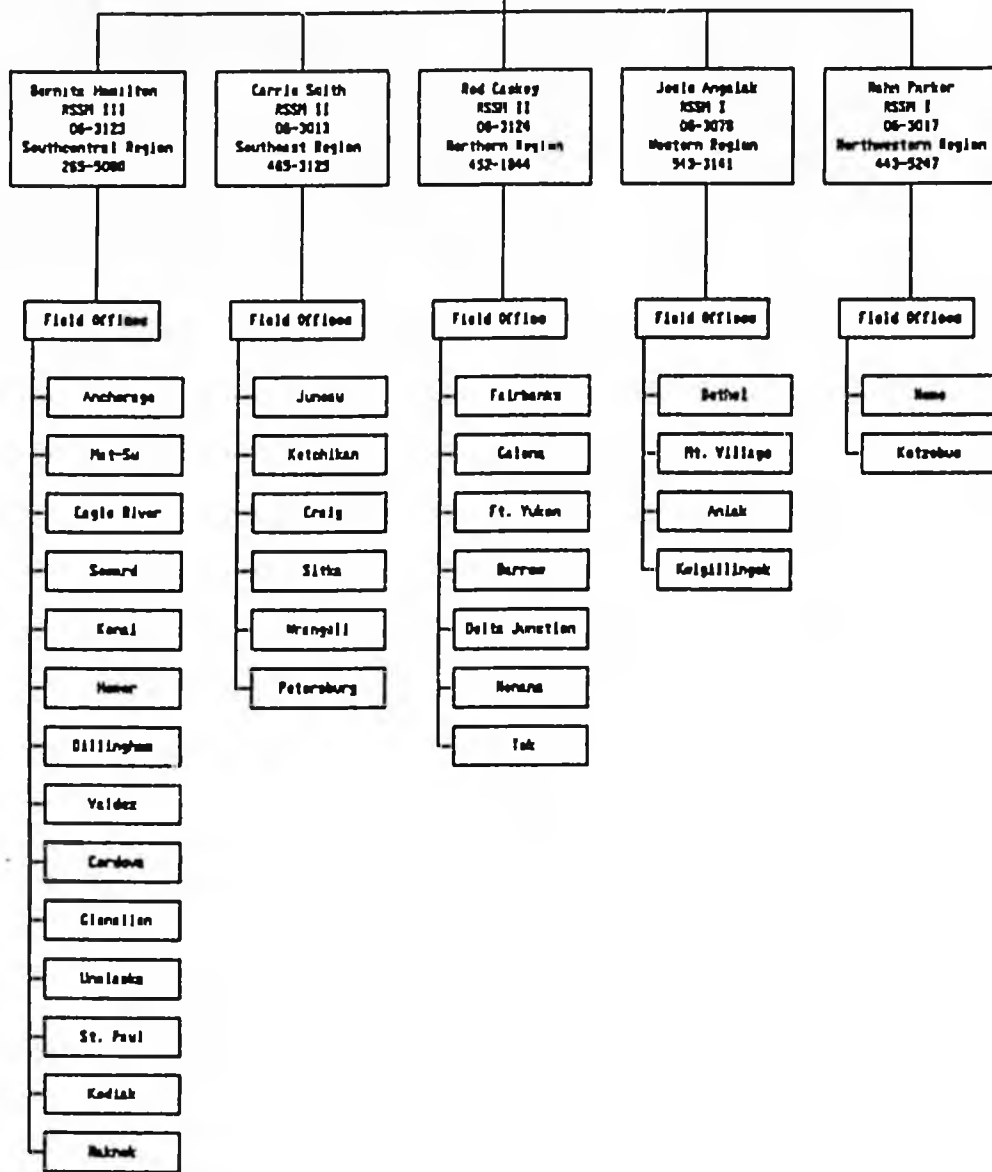 Bernita Hamilton
RSSM III
06-3123
Southcentral Region
265-5080
Carrie Smith
RSSM II
06-3013
Southeast Region
465-3125
Rod Caskey
RSSM II
06-3124
Northern Region
452-1844
Josie Angaiak
RSSM I
06-3078
Western Region
543-3141
Parker
RSSM I
06-3017
Northwestern Region
443-5247
Field Offices
Anchorage
Mat-Su
Eagle River
Seward
Kenai
Homer
Dillingham
Valdez
Cordova
Glenallen
Unalaska
St. Paul
Kodiak
Naknek
Field Offices
Juneau
Ketchikan
Craig
Sitka
Wrangell
Petersburg
Field Office
Fairbanks
Galena
Ft. Yukon
Barrow
Delta Junction
Nenana
Tok
Field Offices
Bethel
Mt. Village
Aniak
Kwigillingok
Field Offices
Nome
Kotzebue